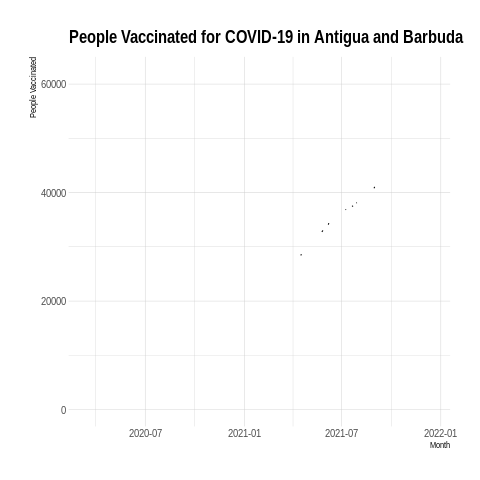 People Vaccinated for COVID-19 in Antigua and Barbuda
People Vaccinated
60000
40000
20000
0
2020-07
2021-01
2021-07
2022-01
Month